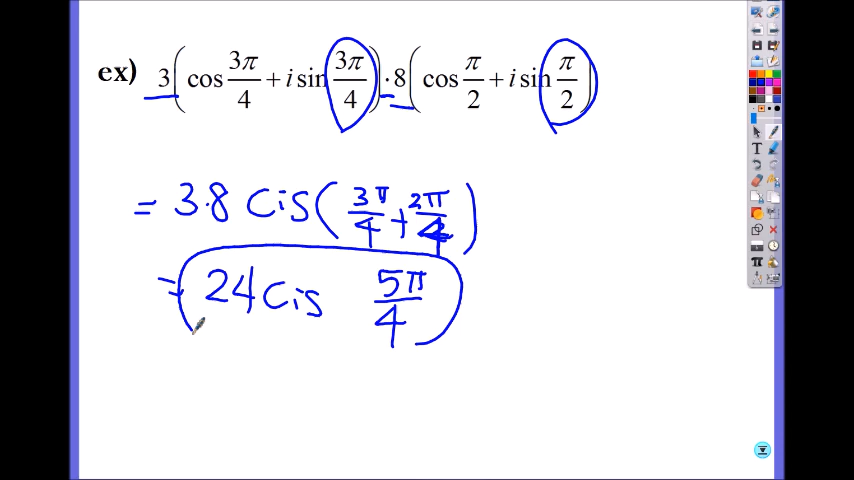 ex) 3(cos 3π/4 + i sin 3π/4) · 8(cos π/2 + i sin π/2)
= 3·8 Cis(3π/4 + 2π/4)
= 24 Cis 5π/4